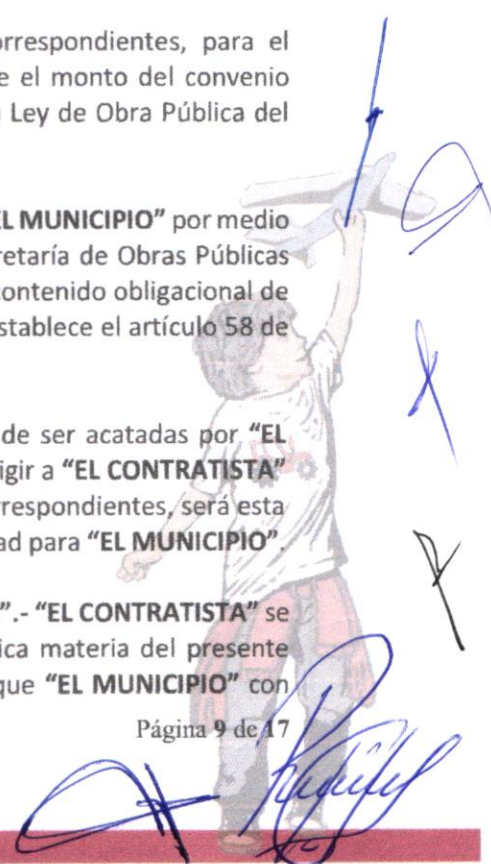 orrespondientes, para el
e el monto del convenio
Ley de Obra Pública del
EL MUNICIPIO" por medio
retaría de Obras Públicas
contenido obligacional de
stablece el artículo 58 de
de ser acatadas por "EL
igir a "EL CONTRATISTA"
rrespondientes, será esta
ad para "EL MUNICIPIO".
".- "EL CONTRATISTA" se
ica materia del presente
que "EL MUNICIPIO" con
Página 9 de 17